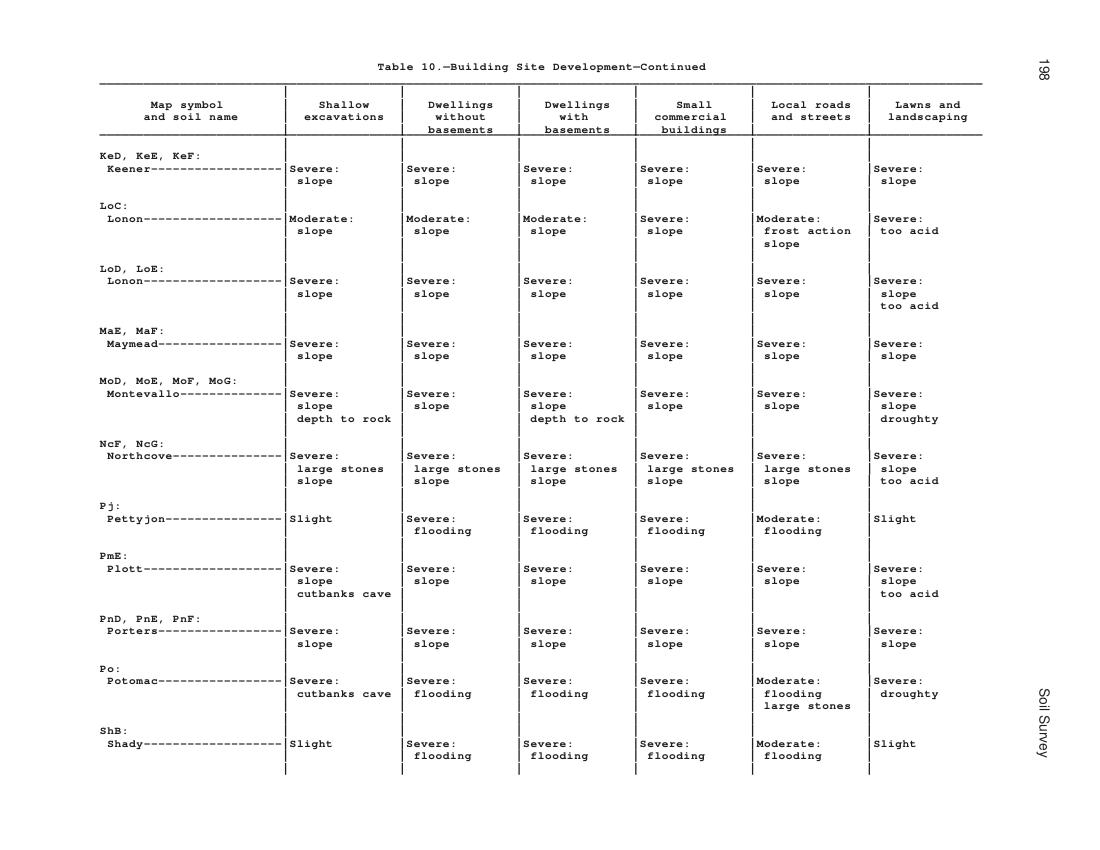 Table 10.—Building Site Development—Continued
Map symbol and soil name | Shallow excavations | Dwellings without basements | Dwellings with basements | Small commercial buildings | Local roads and streets | Lawns and landscaping
KeD, KeE, KeF:
Keener------------------|Severe: |Severe: |Severe: |Severe: |Severe: |Severe:
slope | slope | slope | slope | slope | slope
LoC:
Lonon-------------------|Moderate: |Moderate: |Moderate: |Severe: |Moderate: |Severe:
slope | slope | slope | slope | frost action | too acid
slope
LoD, LoE:
Lonon-------------------|Severe: |Severe: |Severe: |Severe: |Severe: |Severe:
slope | slope | slope | slope | slope | slope
too acid
MaE, MaF:
Maymead-----------------|Severe: |Severe: |Severe: |Severe: |Severe: |Severe:
slope | slope | slope | slope | slope | slope
MoD, MoE, MoF, MoG:
Montevallo--------------|Severe: |Severe: |Severe: |Severe: |Severe: |Severe:
slope | slope | slope | slope | slope | slope
depth to rock | | depth to rock | | | droughty
NcF, NcG:
Northcove---------------|Severe: |Severe: |Severe: |Severe: |Severe: |Severe:
large stones | large stones | large stones | large stones | large stones | slope
slope | slope | slope | slope | slope | too acid
Pj:
Pettyjon----------------|Slight |Severe: |Severe: |Severe: |Moderate: |Slight
flooding | flooding | flooding | flooding
PmE:
Plott-------------------|Severe: |Severe: |Severe: |Severe: |Severe: |Severe:
slope | slope | slope | slope | slope | slope
cutbanks cave | | | | | too acid
PnD, PnE, PnF:
Porters-----------------|Severe: |Severe: |Severe: |Severe: |Severe: |Severe:
slope | slope | slope | slope | slope | slope
Po:
Potomac-----------------|Severe: |Severe: |Severe: |Severe: |Moderate: |Severe:
cutbanks cave | flooding | flooding | flooding | flooding | droughty
large stones
ShB:
Shady-------------------|Slight |Severe: |Severe: |Severe: |Moderate: |Slight
flooding | flooding | flooding | flooding
198
Soil Survey